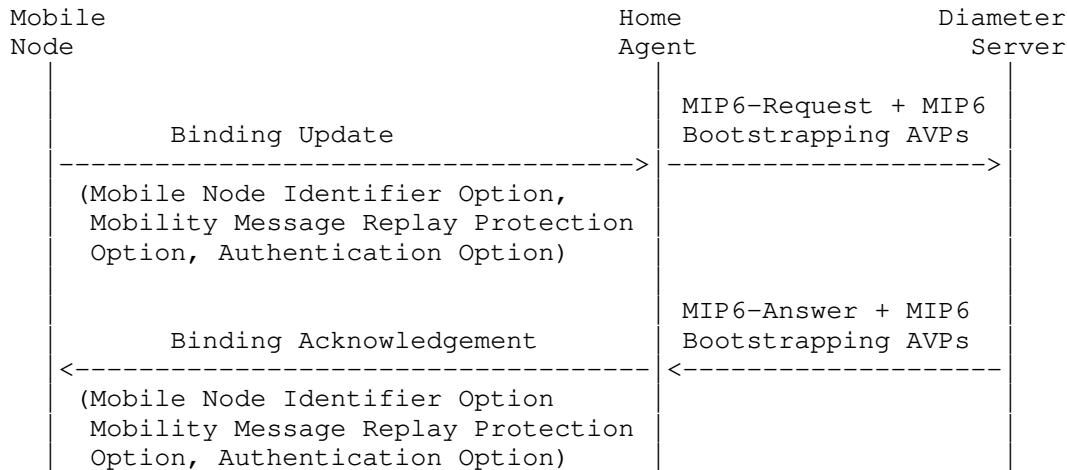 Mobile Home Diameter
Node Agent Server
MIP6-Request + MIP6
Binding Update Bootstrapping AVPs
(Mobile Node Identifier Option,
Mobility Message Replay Protection
Option, Authentication Option)
MIP6-Answer + MIP6
Binding Acknowledgement Bootstrapping AVPs
(Mobile Node Identifier Option
Mobility Message Replay Protection
Option, Authentication Option)